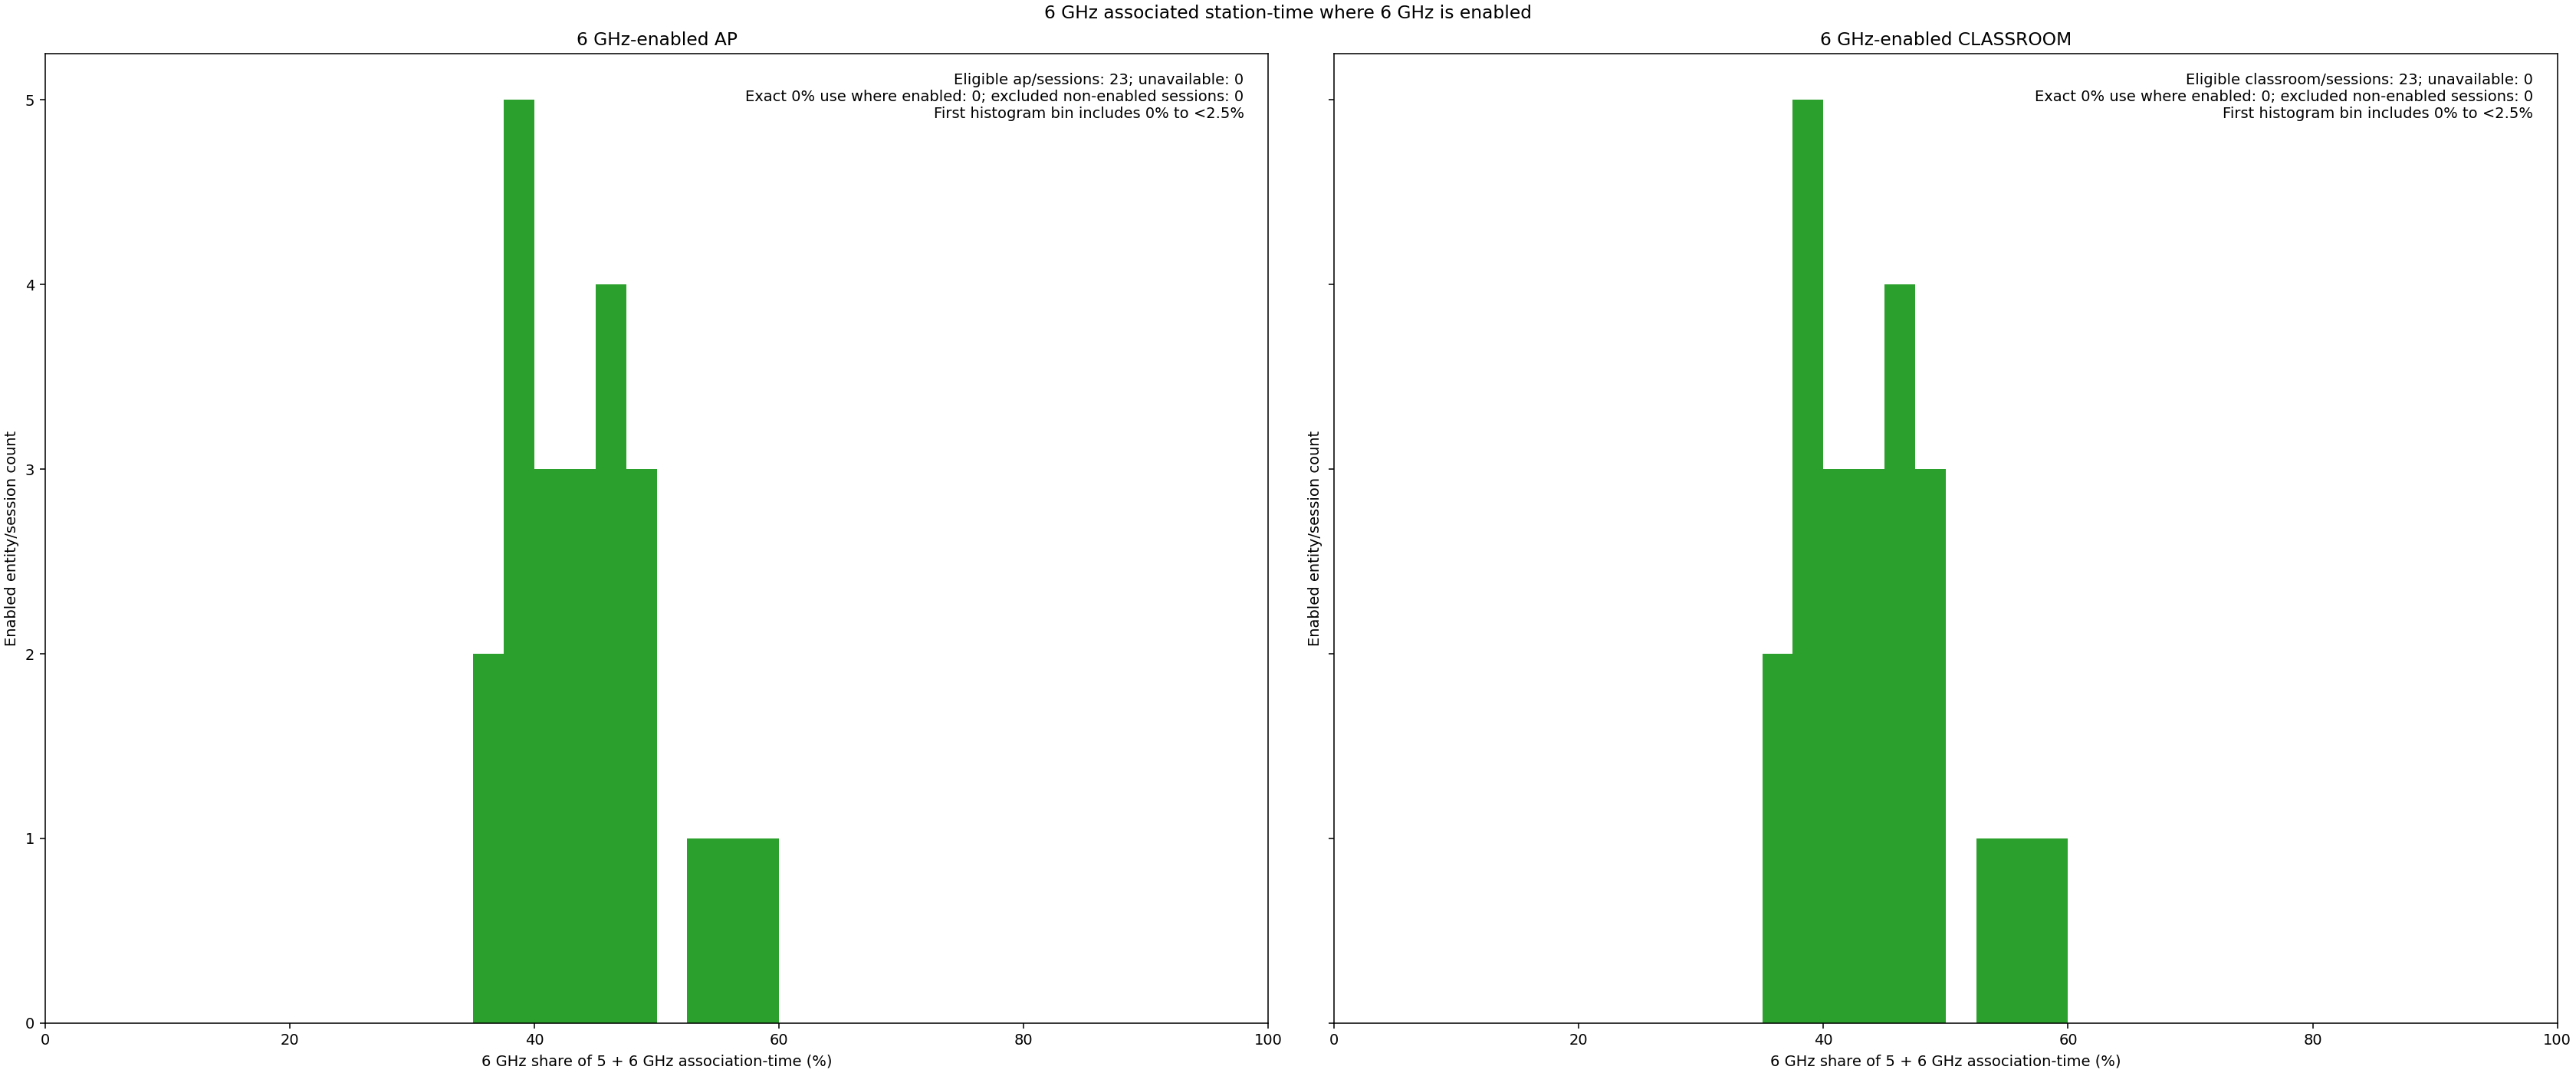 6 GHz associated station-time where 6 GHz is enabled
6 GHz-enabled AP
Eligible ap/sessions: 23; unavailable: 0
Exact 0% use where enabled: 0; excluded non-enabled sessions: 0
First histogram bin includes 0% to <2.5%
Enabled entity/session count
5
4
3
2
1
0
0
20
40
60
80
100
6 GHz share of 5 + 6 GHz association-time (%)
6 GHz-enabled CLASSROOM
Eligible classroom/sessions: 23; unavailable: 0
Exact 0% use where enabled: 0; excluded non-enabled sessions: 0
First histogram bin includes 0% to <2.5%
Enabled entity/session count
0
20
40
60
80
100
6 GHz share of 5 + 6 GHz association-time (%)